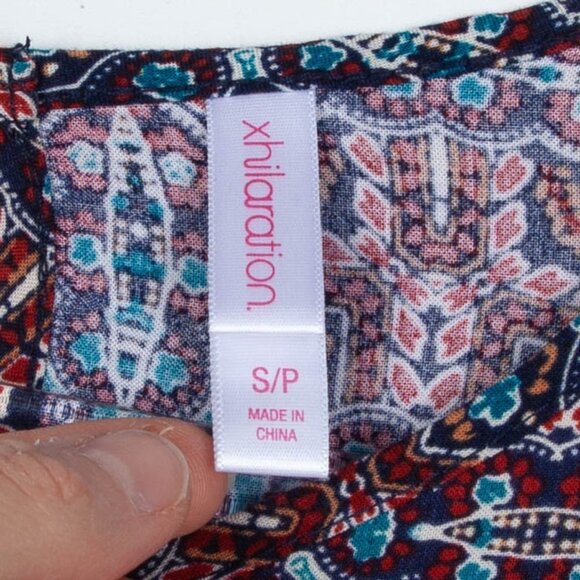 xhilaration.
S/P
MADE IN
CHINA